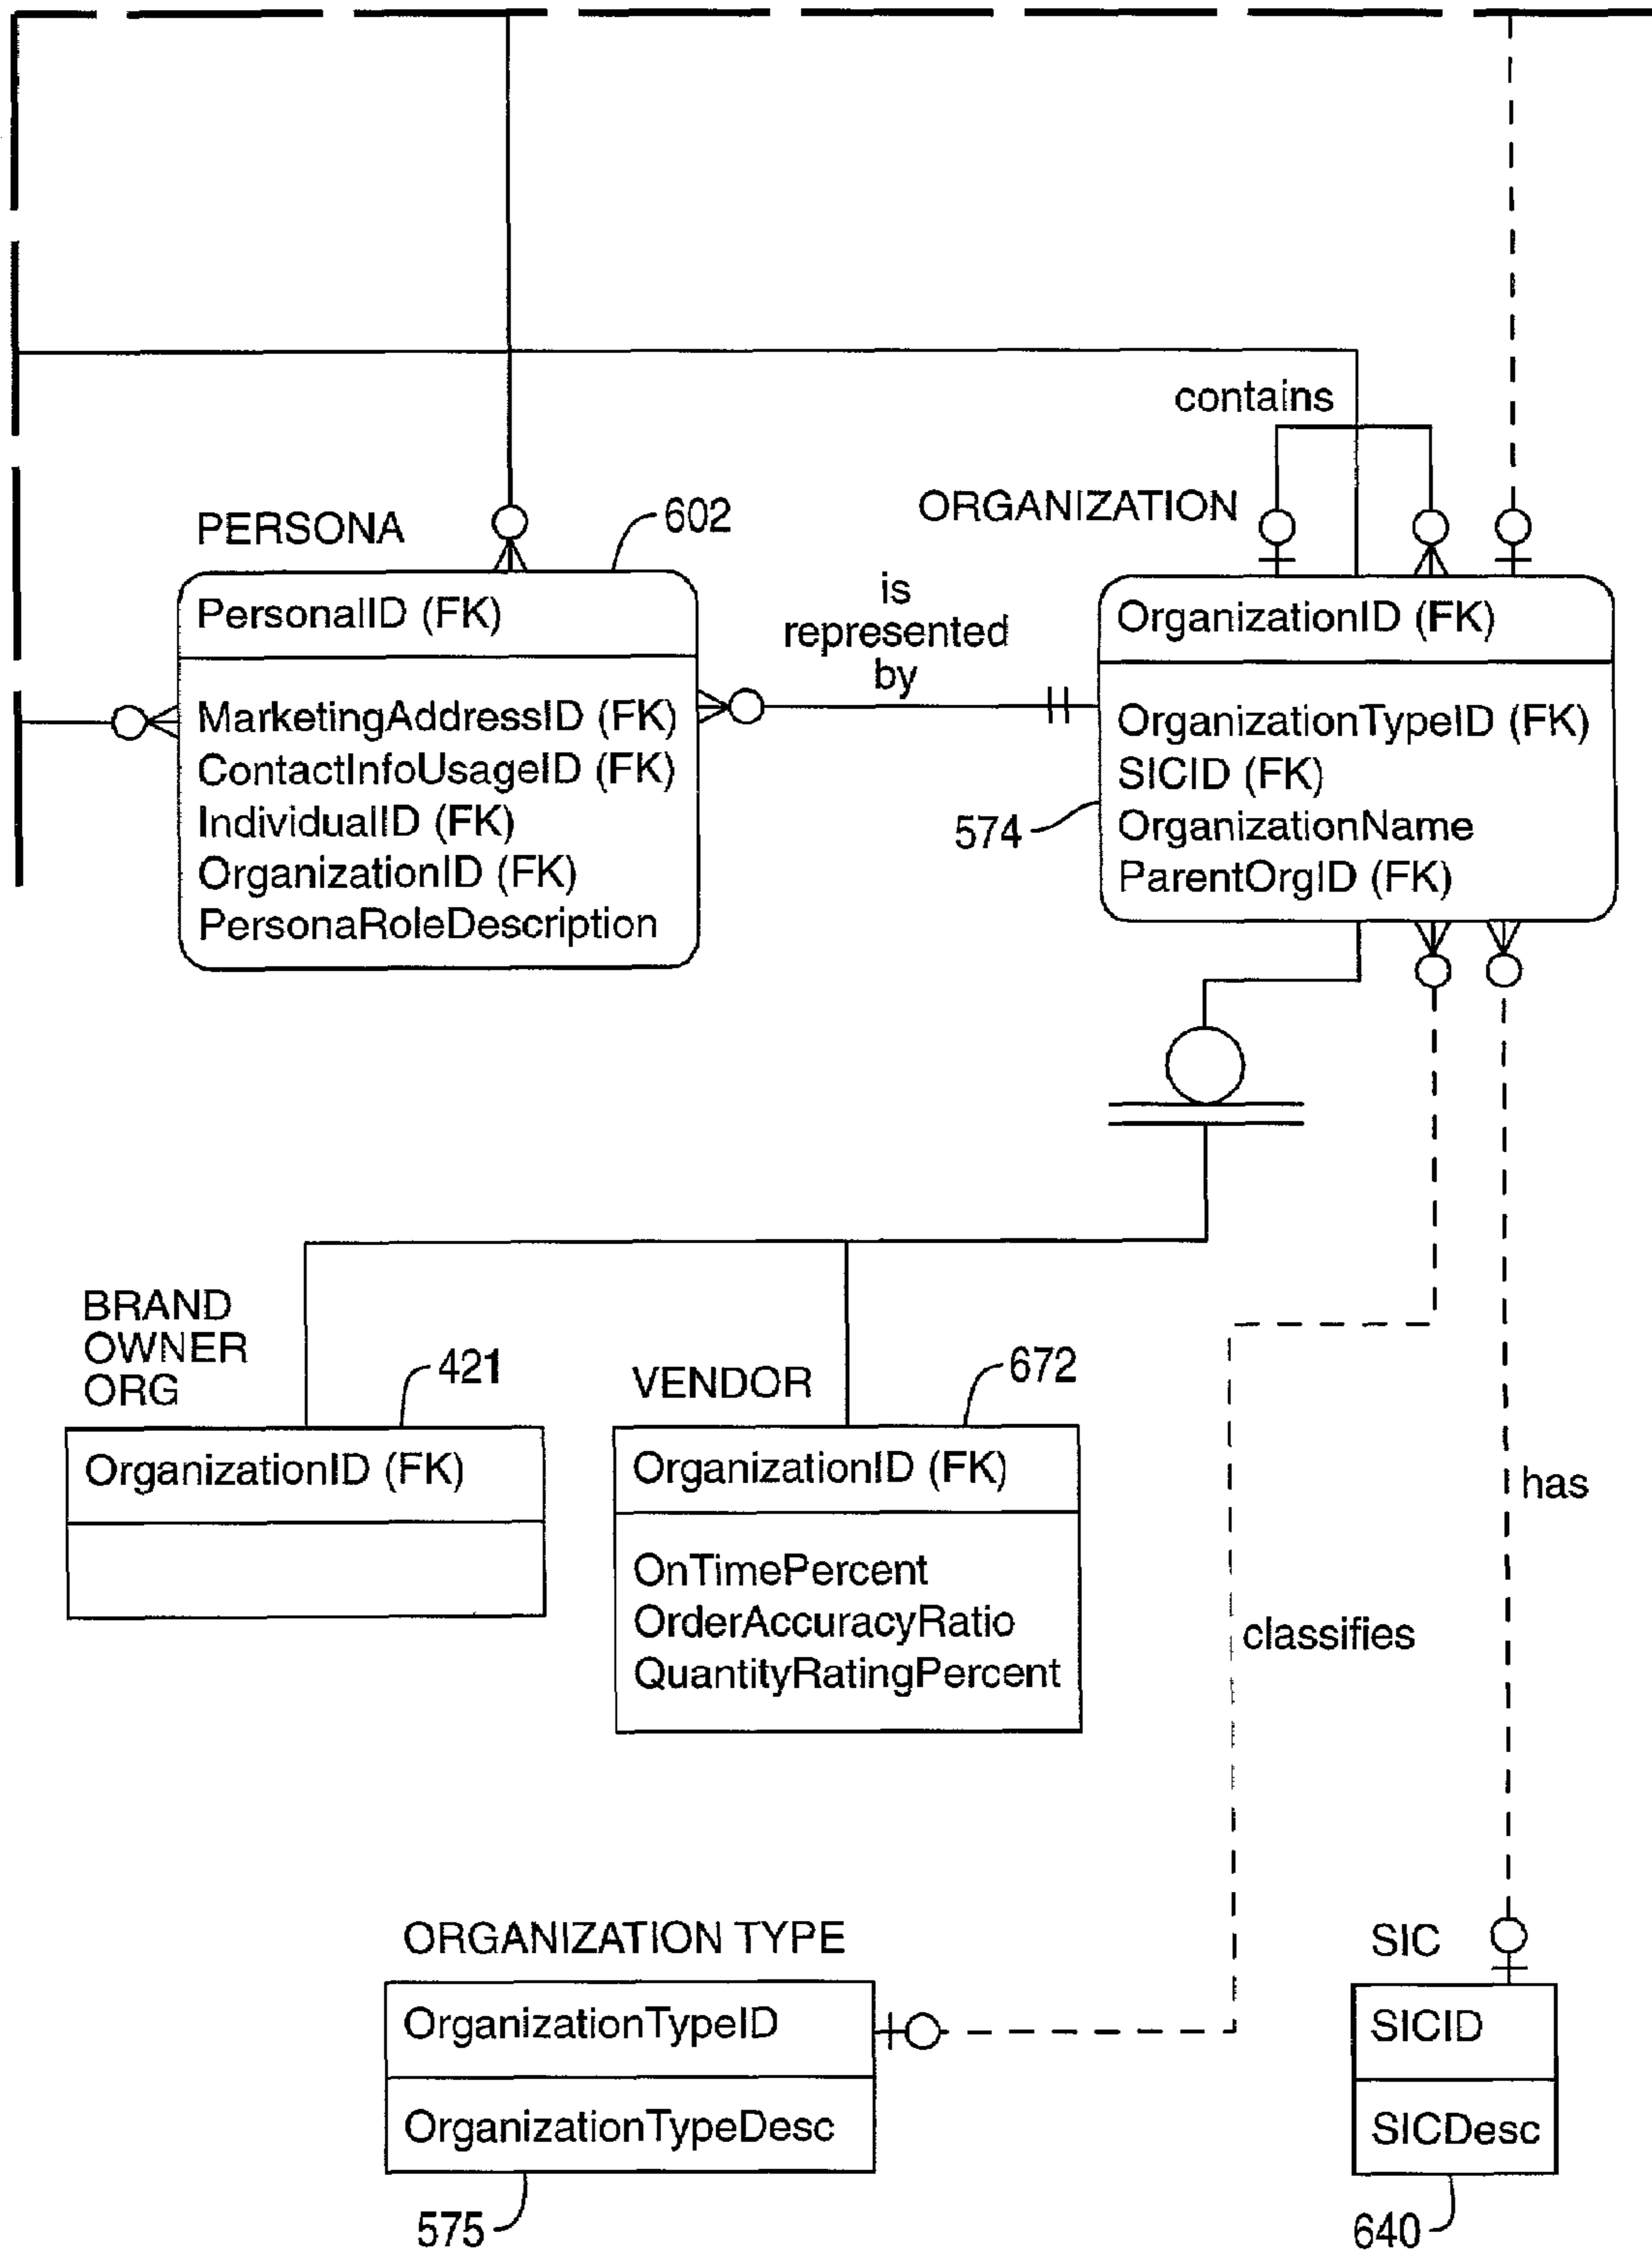 contains
PERSONA
602
ORGANIZATION
PersonalID (FK)
MarketingAddressID (FK)
ContactInfoUsageID (FK)
IndividualID (FK)
OrganizationID (FK)
PersonaRoleDescription
is
represented
by
OrganizationID (FK)
OrganizationTypeID (FK)
SICID (FK)
OrganizationName
ParentOrgID (FK)
574
BRAND
OWNER
ORG
421
OrganizationID (FK)
VENDOR
672
OrganizationID (FK)
OnTimePercent
OrderAccuracyRatio
QuantityRatingPercent
has
classifies
ORGANIZATION TYPE
OrganizationTypeID
OrganizationTypeDesc
575
SIC
SICID
SICDesc
640